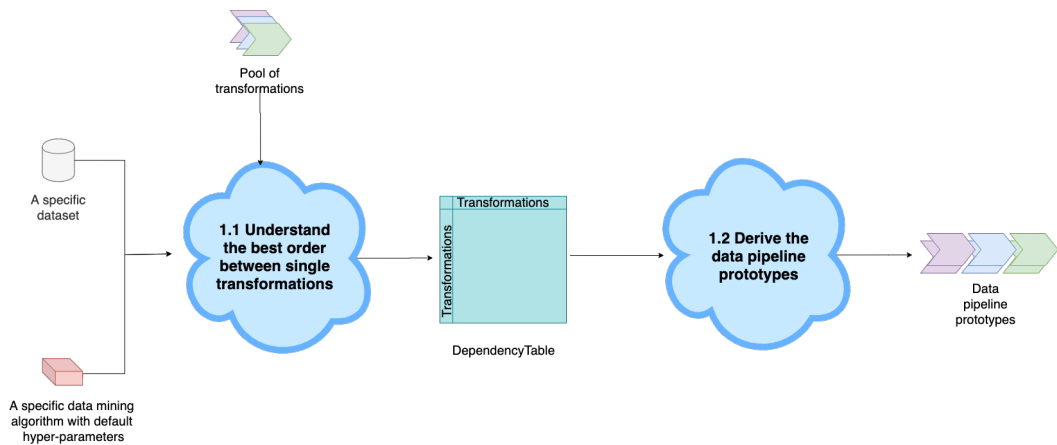 Pool of
transformations
A specific
dataset
1.1 Understand
the best order
between single
transformations
Transformations
Transformations
DependencyTable
1.2 Derive the
data pipeline
prototypes
Data
pipeline
prototypes
A specific data mining
algorithm with default
hyper-parameters